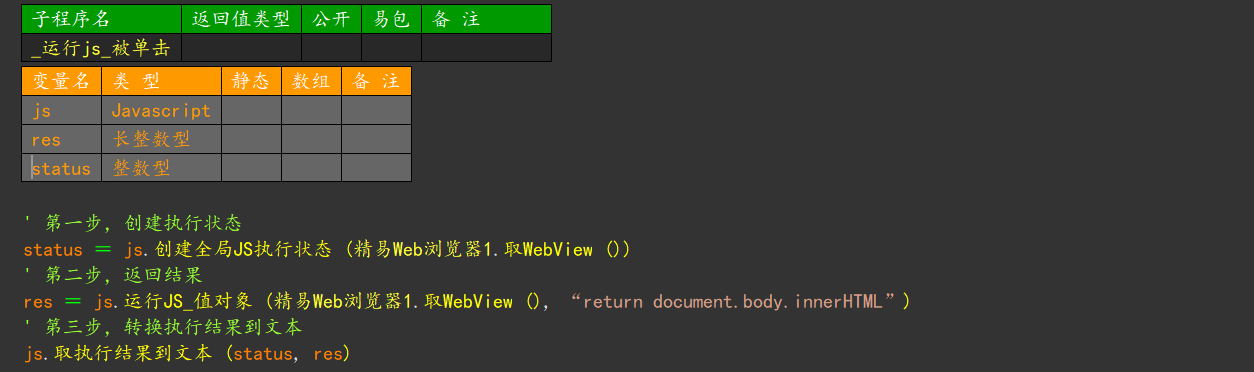 子程序名 返回值类型 公开 易包 备 注
_运行js_被单击
变量名 类 型 静态 数组 备 注
js Javascript
res 长整数型
status 整数型
' 第一步, 创建执行状态
status ＝ js.创建全局JS执行状态 (精易Web浏览器1.取WebView ())
' 第二步, 返回结果
res ＝ js.运行JS_值对象 (精易Web浏览器1.取WebView (), “return document.body.innerHTML”)
' 第三步, 转换执行结果到文本
js.取执行结果到文本 (status, res)